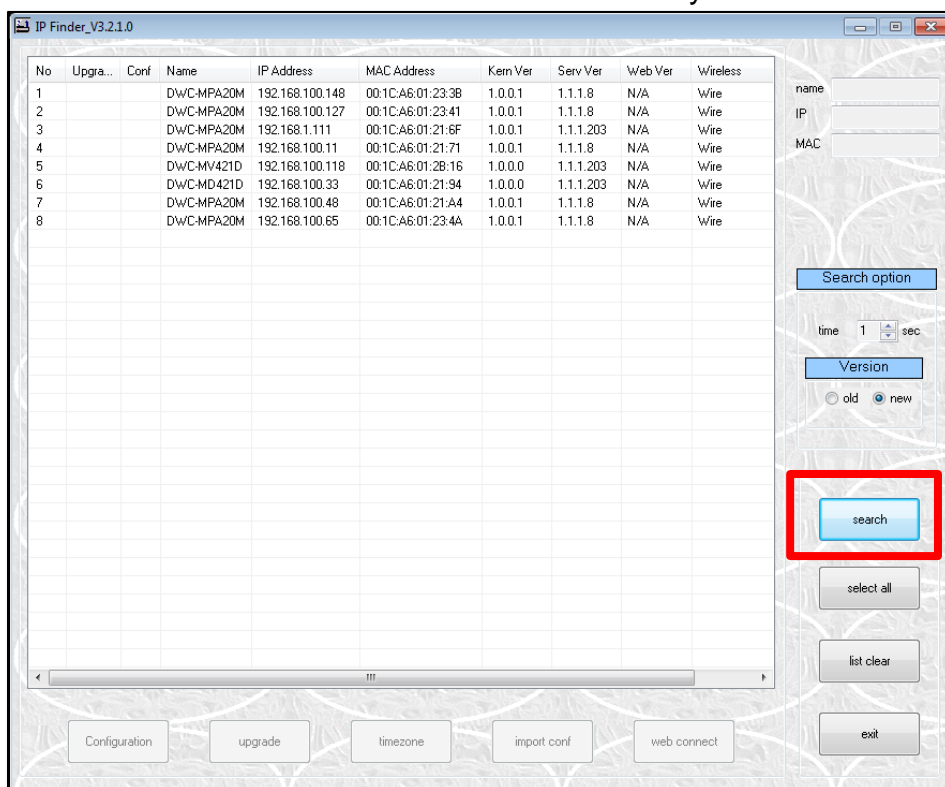 IP Finder_V3.2.1.0
No Upgra... Conf Name IP Address MAC Address Kern Ver Serv Ver Web Ver Wireless
1 DWC-MPA20M 192.168.100.148 00:1C:A6:01:23:3B 1.0.0.1 1.1.1.8 N/A Wire
2 DWC-MPA20M 192.168.100.127 00:1C:A6:01:23:41 1.0.0.1 1.1.1.8 N/A Wire
3 DWC-MPA20M 192.168.1.111 00:1C:A6:01:21:6F 1.0.0.1 1.1.1.203 N/A Wire
4 DWC-MPA20M 192.168.100.11 00:1C:A6:01:21:71 1.0.0.1 1.1.1.8 N/A Wire
5 DWC-MV421D 192.168.100.118 00:1C:A6:01:2B:16 1.0.0.0 1.1.1.203 N/A Wire
6 DWC-MD421D 192.168.100.33 00:1C:A6:01:21:94 1.0.0.0 1.1.1.203 N/A Wire
7 DWC-MPA20M 192.168.100.48 00:1C:A6:01:21:A4 1.0.0.1 1.1.1.8 N/A Wire
8 DWC-MPA20M 192.168.100.65 00:1C:A6:01:23:4A 1.0.0.1 1.1.1.8 N/A Wire
name
IP
MAC
Search option
time 1 sec
Version
old new
search
select all
list clear
exit
Configuration upgrade timezone import conf web connect